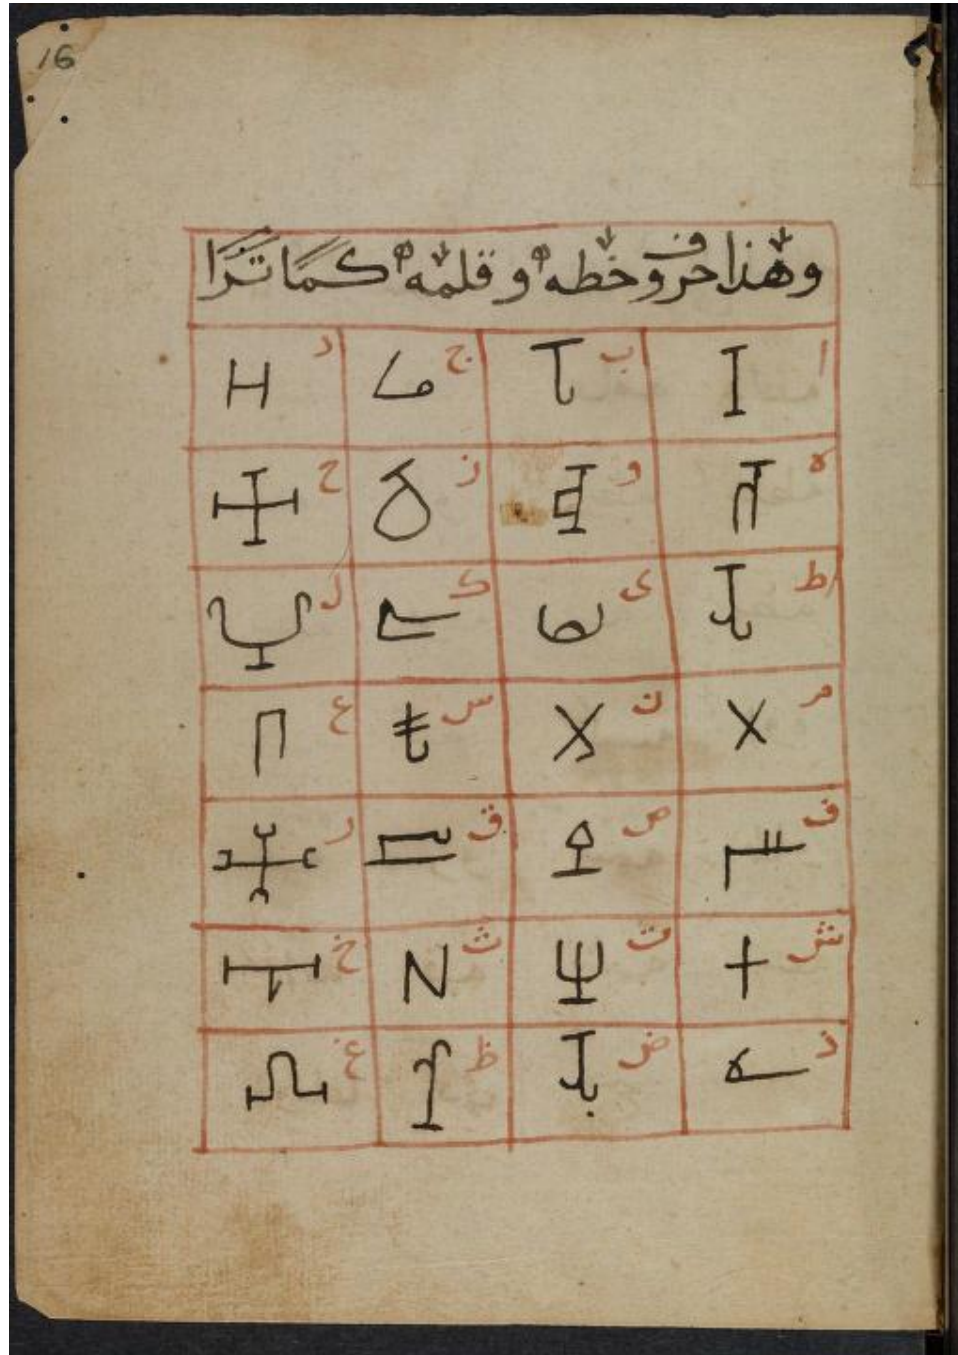 16
وهذا حروف خطه وقلمه كما ترا
ا ب ج د
ه و ز ح
ط ى ك ل
م ن س ع
ف ص ق ر
ش ت ث خ
ذ ض ظ غ